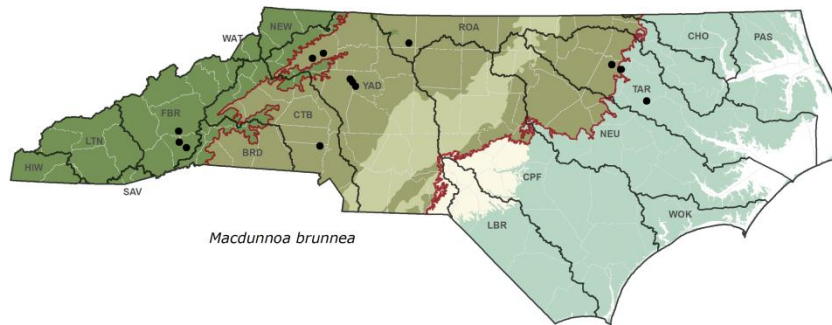 NEW
ROA
WAT
CHO
PAS
YAD
TAR
FBR
CTB
LTN
NEU
BRD
HIW
CPF
SAV
WOK
LBR
Macdunnoa brunnea